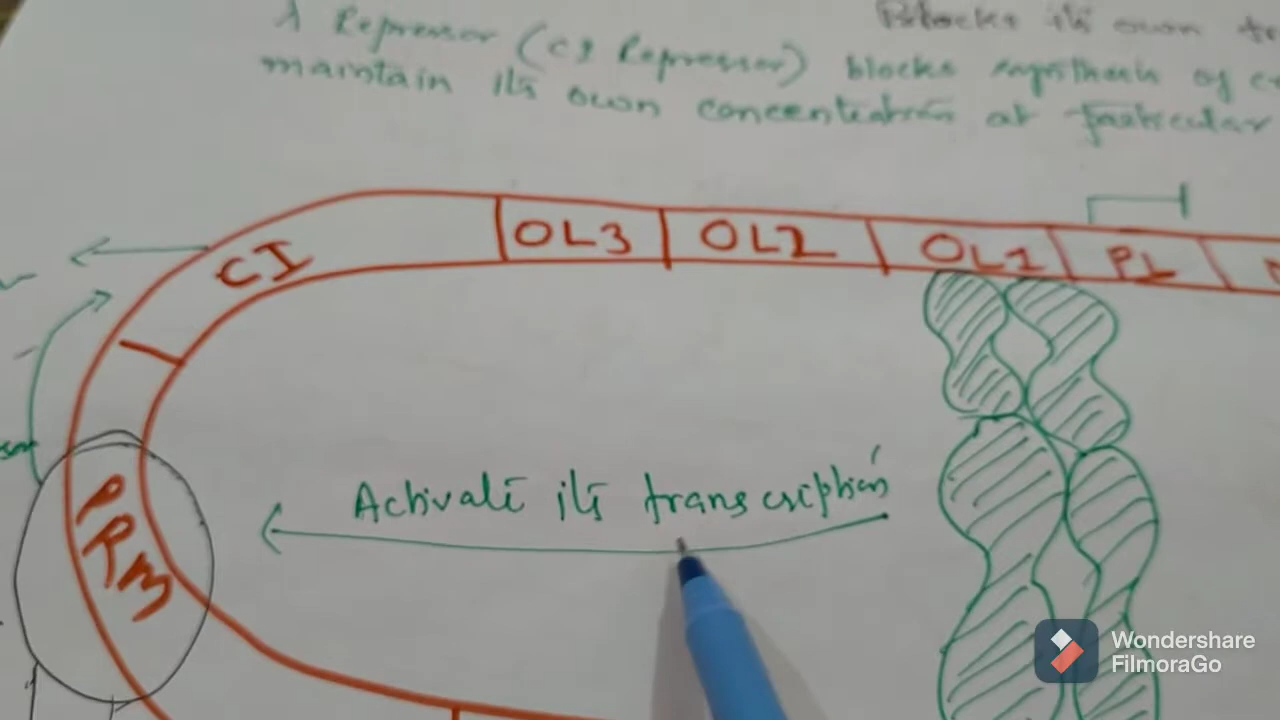 Blocks its own
λ Repressor (CI Repressor) blocks synthesis of
maintain its own concentration at particular
OL3 OL2 OL1 PL
CI
Activate its transcription
PRM
Wondershare
FilmoraGo